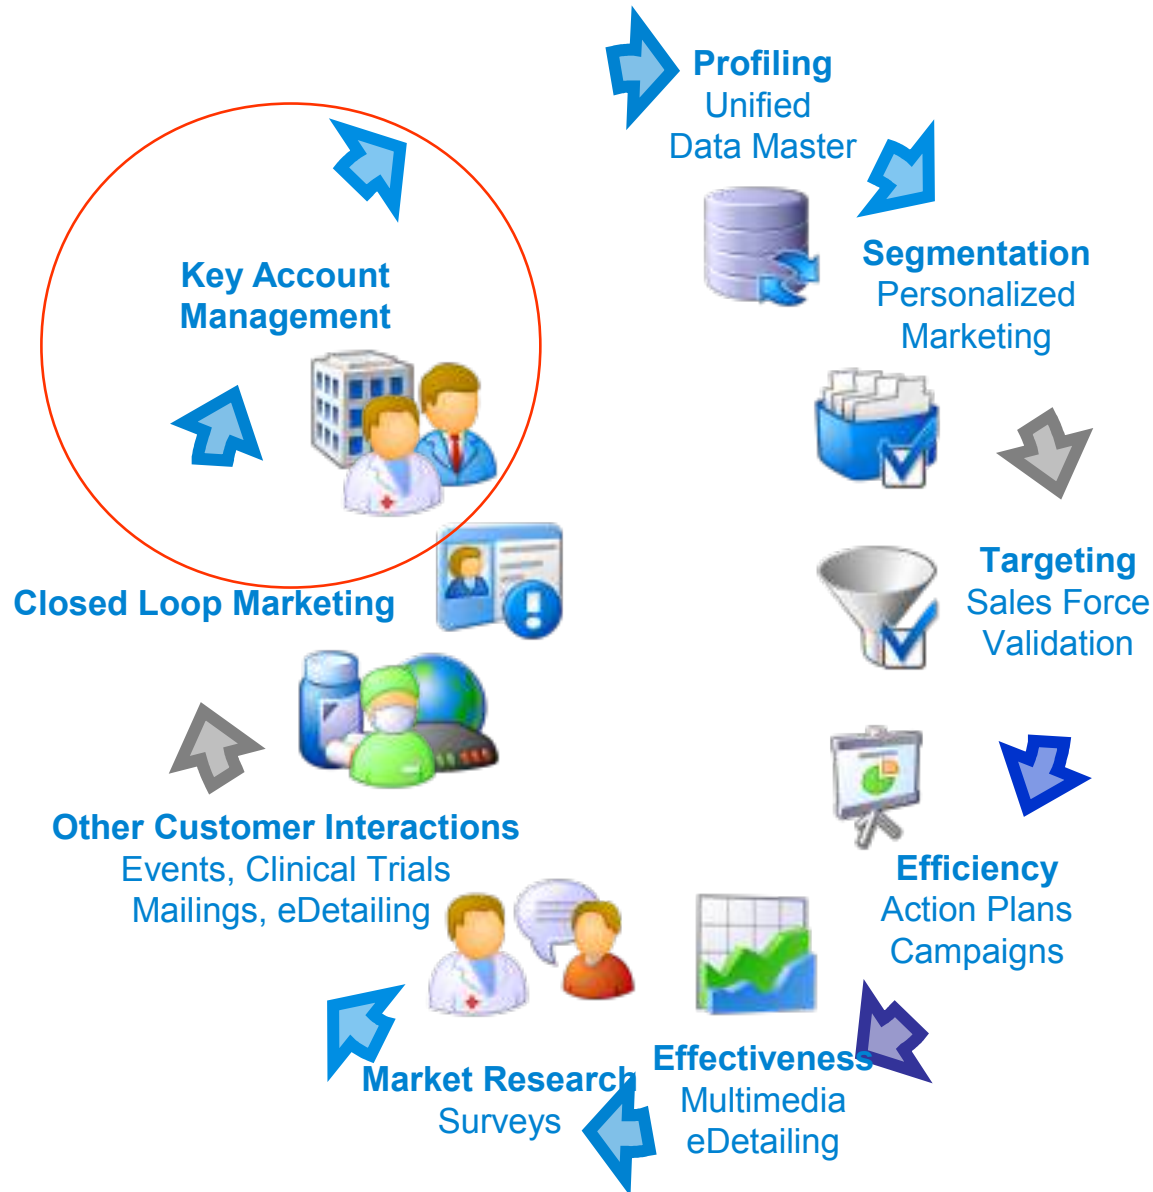 Profiling
Unified
Data Master
Segmentation
Personalized
Marketing
Targeting
Sales Force
Validation
Efficiency
Action Plans
Campaigns
Effectiveness
Multimedia
eDetailing
Market Research
Surveys
Other Customer Interactions
Events, Clinical Trials
Mailings, eDetailing
Closed Loop Marketing
Key Account
Management